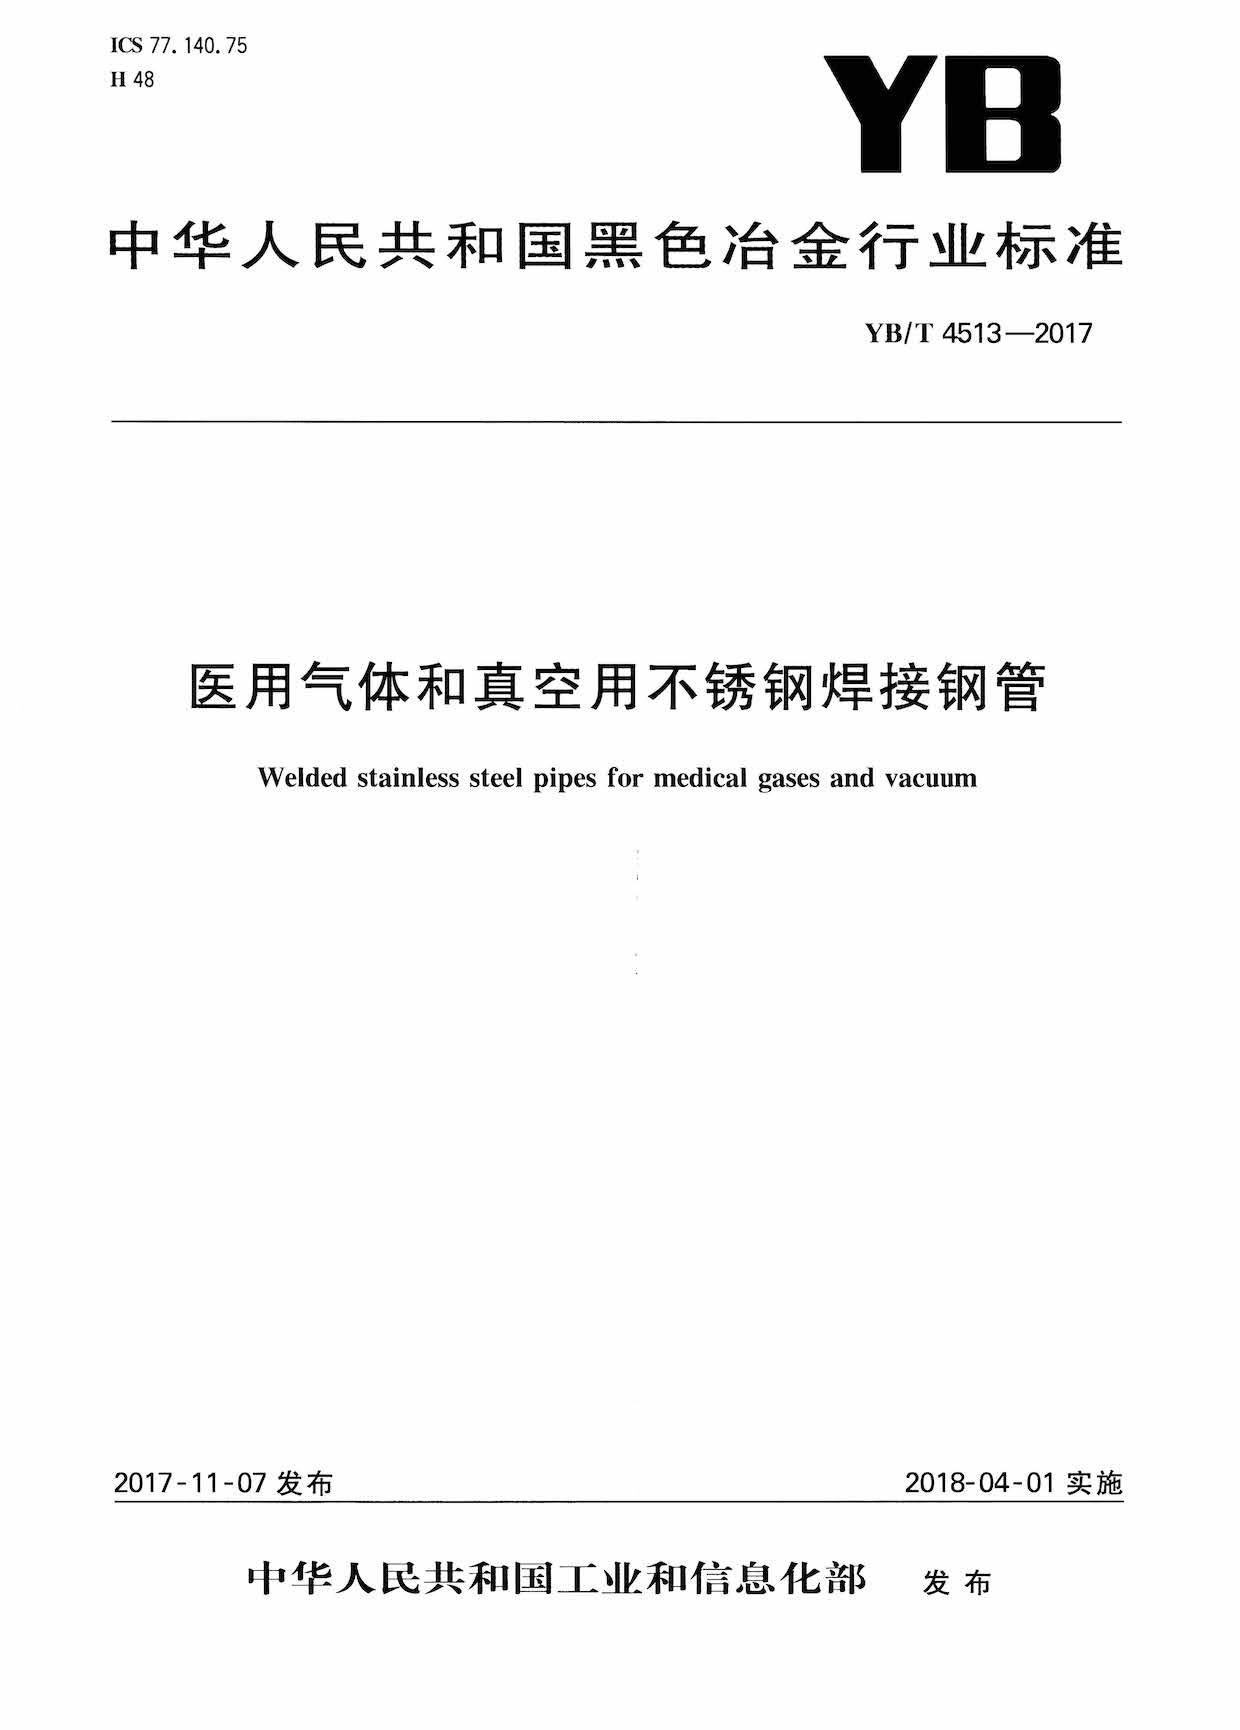 ICS 77.140.75
H 48
YB
中华人民共和国黑色冶金行业标准
YB/T 4513—2017
医用气体和真空用不锈钢焊接钢管
Welded stainless steel pipes for medical gases and vacuum
2017-11-07 发布
2018-04-01 实施
中华人民共和国工业和信息化部 发布